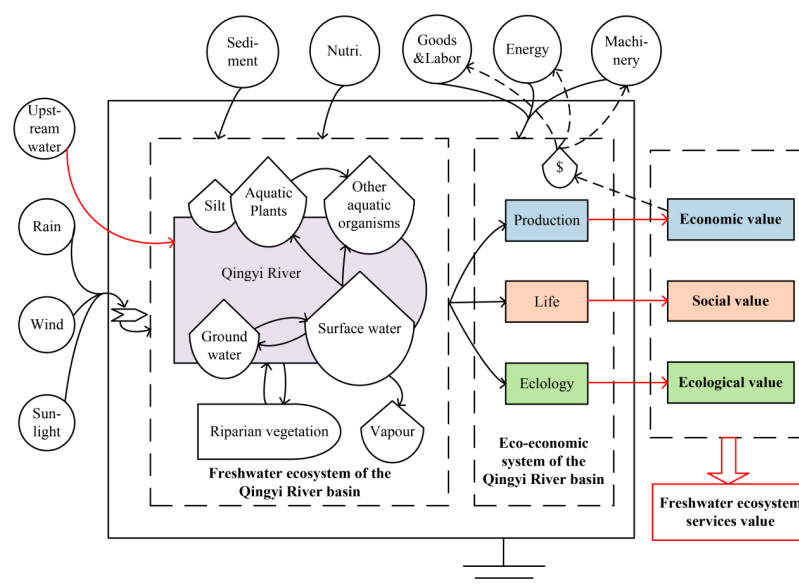 Sedi-
ment
Nutri.
Goods
&Labor
Energy
Machi-
nery
Upst-
ream
water
Rain
Wind
Sun-
light
Silt
Aquatic
Plants
Other
aquatic
organisms
Qingyi River
Ground
water
Surface water
Riparian vegetation
Vapour
Freshwater ecosystem of the
Qingyi River basin
$
Production
Life
Eclology
Eco-economic
system of the
Qingyi River basin
Economic value
Social value
Ecological value
Freshwater ecosystem
services value